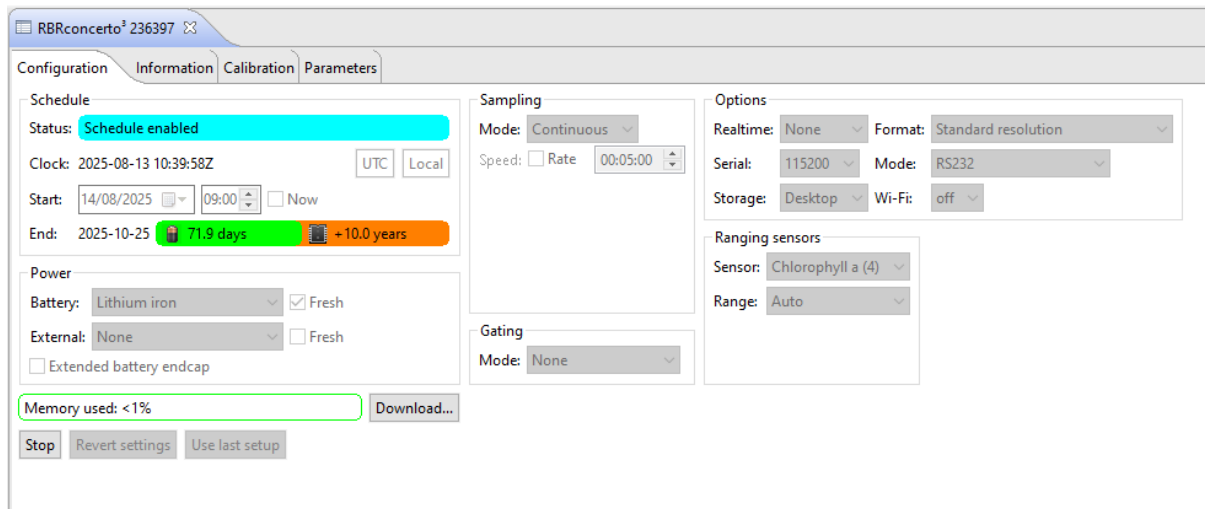 RBRconcerto³ 236397
Configuration Information Calibration Parameters
Schedule
Status: Schedule enabled
Clock: 2025-08-13 10:39:58Z UTC Local
Start: 14/08/2025 09:00 Now
End: 2025-10-25 71.9 days +10.0 years
Power
Battery: Lithium iron Fresh
External: None Fresh
Extended battery endcap
Memory used: <1% Download...
Stop Revert settings Use last setup
Sampling
Mode: Continuous
Speed: Rate 00:05:00
Gating
Mode: None
Options
Realtime: None Format: Standard resolution
Serial: 115200 Mode: RS232
Storage: Desktop Wi-Fi: off
Ranging sensors
Sensor: Chlorophyll a (4)
Range: Auto